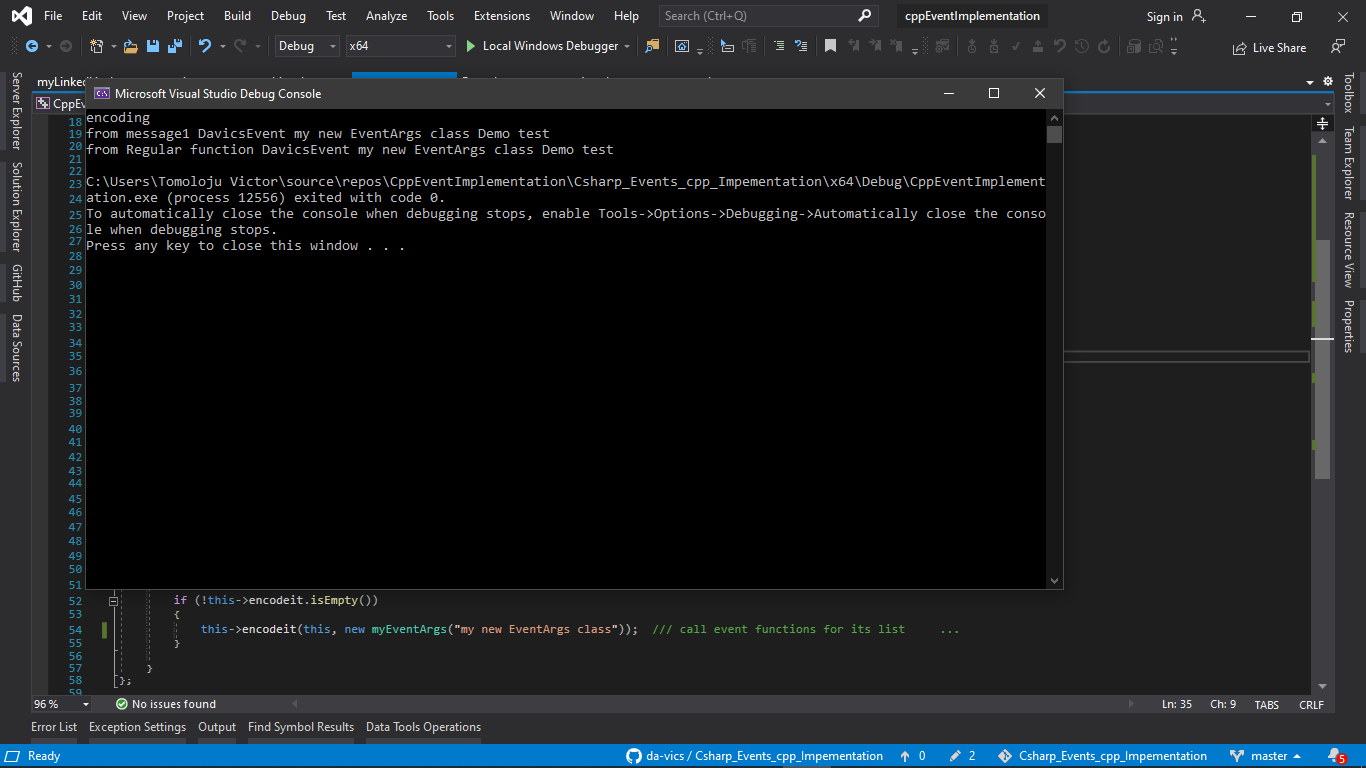 File Edit View Project Build Debug Test Analyze Tools Extensions Window Help Search (Ctrl+Q) cppEventImplementation Sign in
Debug x64 Local Windows Debugger Live Share
myLinked
Microsoft Visual Studio Debug Console
CppEv
Server Explorer
Solution Explorer
GitHub
Data Sources
Toolbox
Team Explorer
Resource View
Properties
18
19
20
21
22
23
24
25
26
27
28
29
30
31
32
33
34
35
36
37
38
39
40
41
42
43
44
45
46
47
48
49
50
51
encoding
from message1 DavicsEvent my new EventArgs class Demo test
from Regular function DavicsEvent my new EventArgs class Demo test
C:\Users\Tomoloju Victor\source\repos\CppEventImplementation\Csharp_Events_cpp_Impementation\x64\Debug\CppEventImplement
ation.exe (process 12556) exited with code 0.
To automatically close the console when debugging stops, enable Tools->Options->Debugging->Automatically close the conso
le when debugging stops.
Press any key to close this window . . .
52 if (!this->encodeit.isEmpty())
53 {
54 this->encodeit(this, new myEventArgs("my new EventArgs class")); /// call event functions for its list ...
55 }
56
57 }
58 };
59
96 % No issues found Ln: 35 Ch: 9 TABS CRLF
Error List Exception Settings Output Find Symbol Results Data Tools Operations
Ready da-vics / Csharp_Events_cpp_Impementation 0 2 Csharp_Events_cpp_Impementation master 5